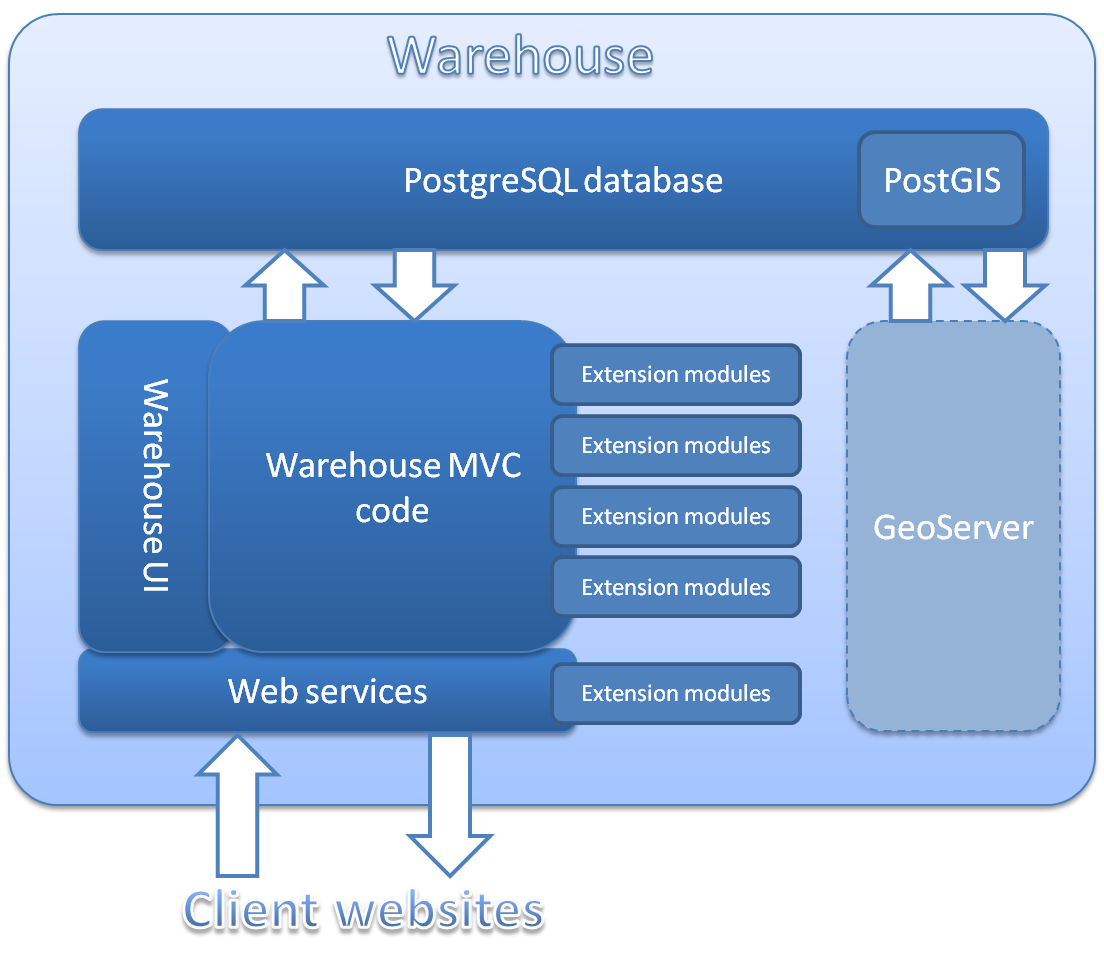 Warehouse
PostgreSQL database
PostGIS
Warehouse UI
Warehouse MVC
code
Extension modules
Extension modules
Extension modules
Extension modules
GeoServer
Web services
Extension modules
Client websites